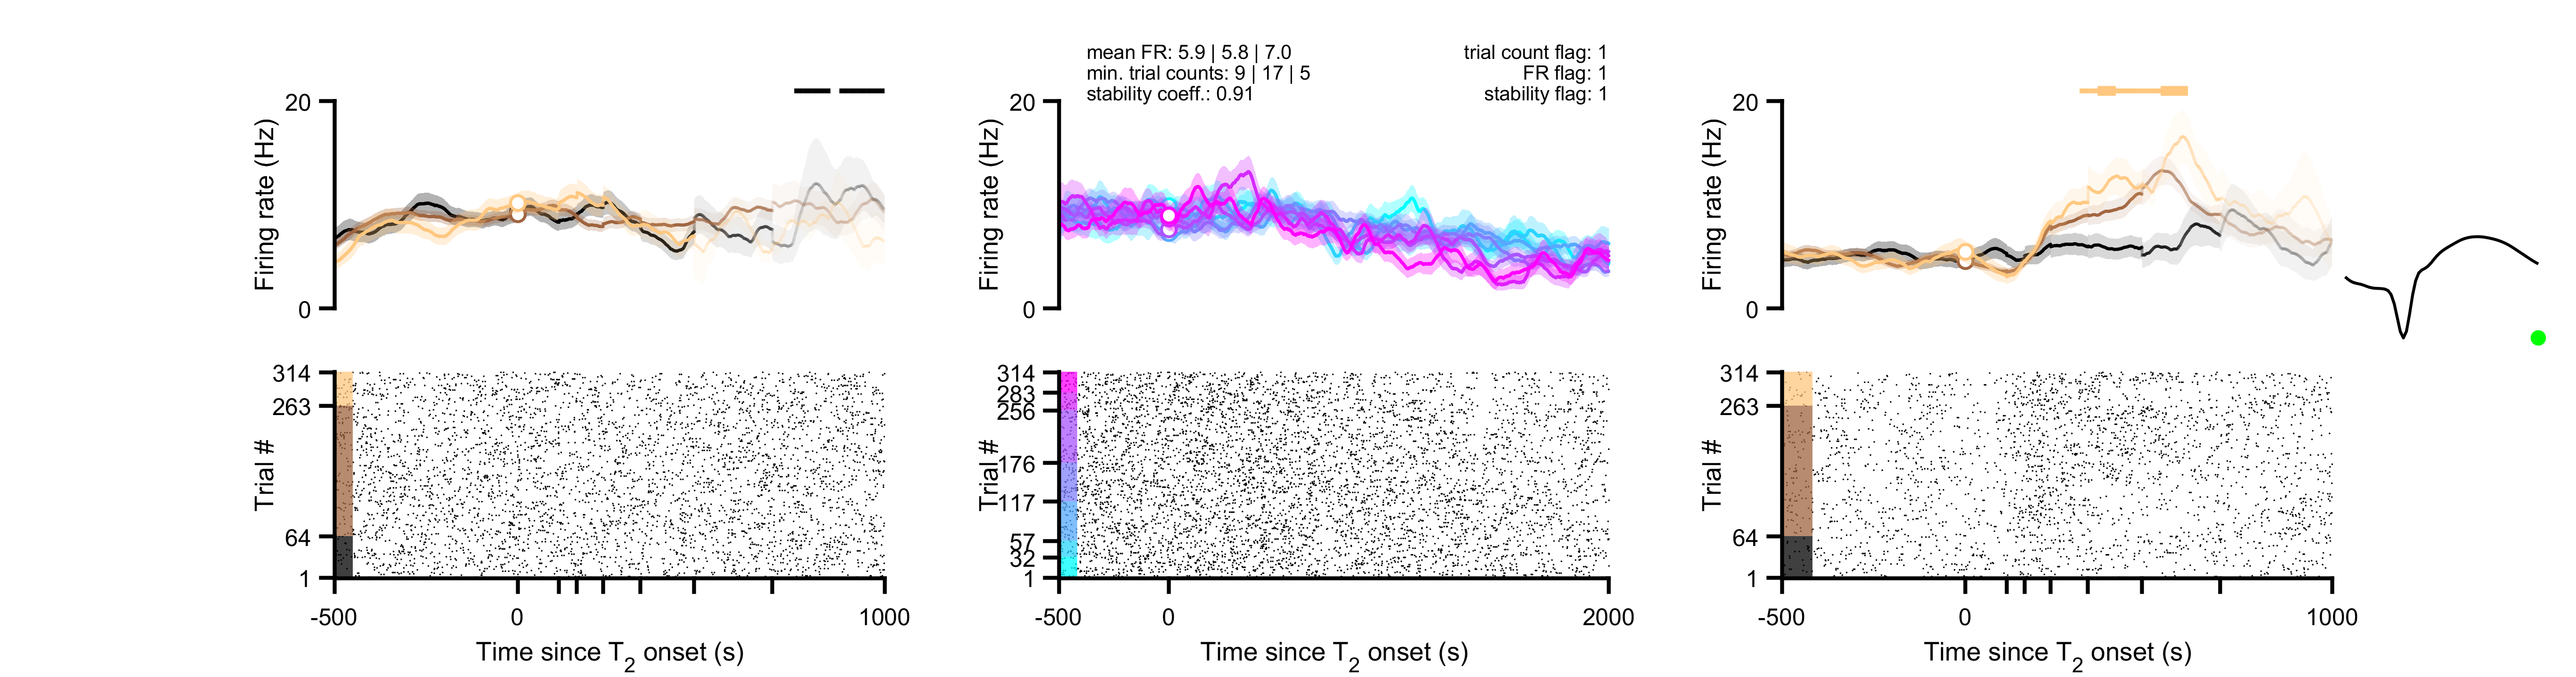 mean FR: 5.9 | 5.8 | 7.0
min. trial counts: 9 | 17 | 5
stability coeff.: 0.91
trial count flag: 1
FR flag: 1
stability flag: 1
20
0
Firing rate (Hz)
314
263
64
1
Trial #
-500
0
1000
Time since T2 onset (s)
20
0
Firing rate (Hz)
314
283
256
176
117
57
32
1
Trial #
-500
0
2000
Time since T2 onset (s)
20
0
Firing rate (Hz)
314
263
64
1
Trial #
-500
0
1000
Time since T2 onset (s)